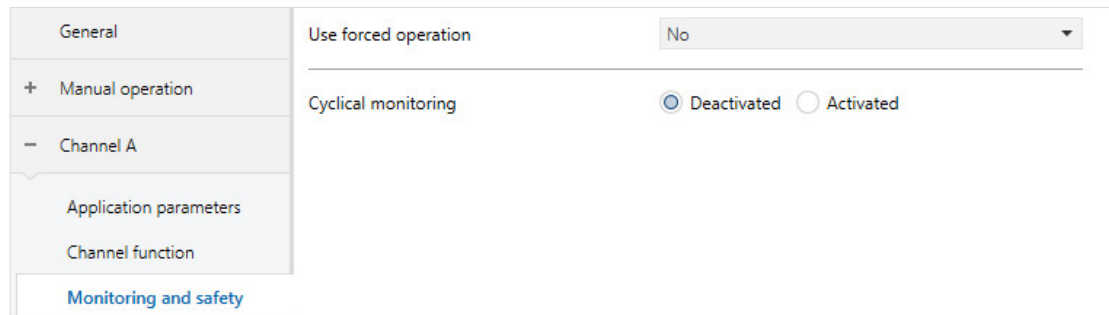 General
Manual operation
Channel A
Application parameters
Channel function
Monitoring and safety
Use forced operation No
Cyclical monitoring Deactivated Activated